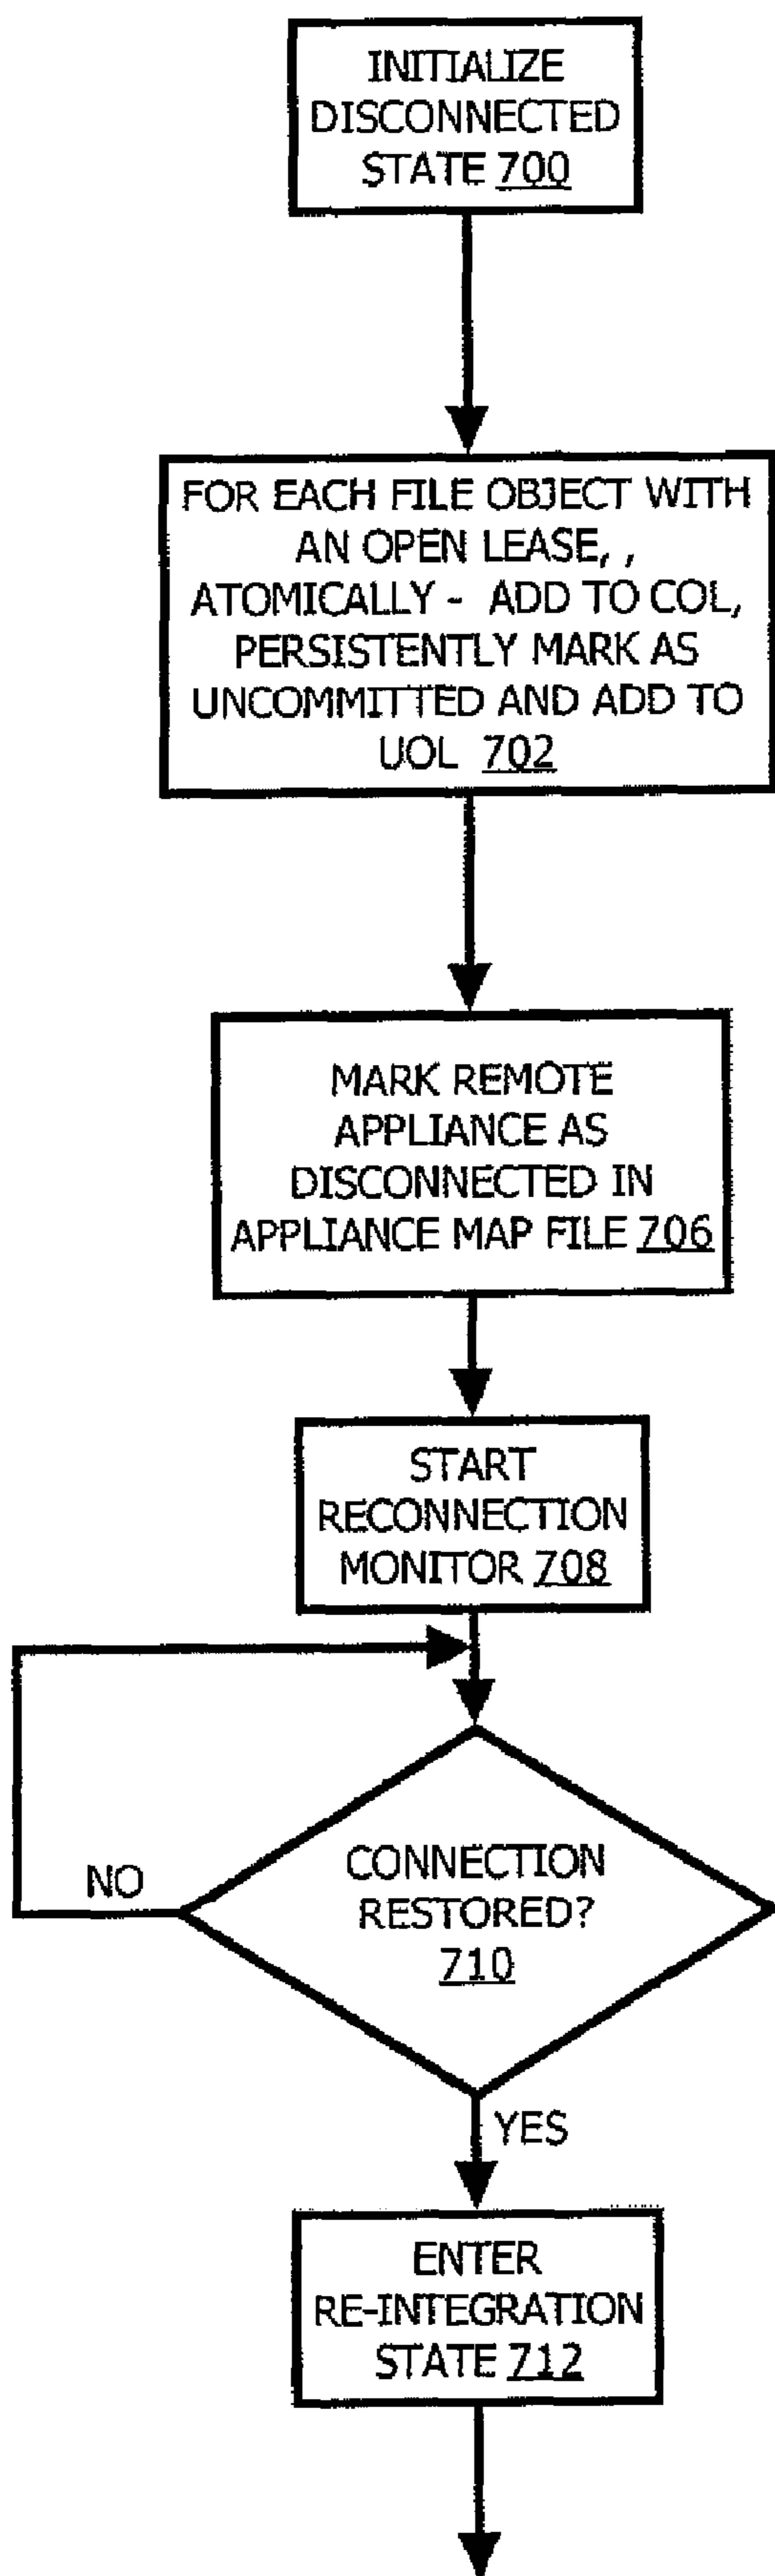 INITIALIZE
DISCONNECTED
STATE 700
FOR EACH FILE OBJECT WITH
AN OPEN LEASE, ,
ATOMICALLY - ADD TO COL,
PERSISTENTLY MARK AS
UNCOMMITTED AND ADD TO
UOL 702
MARK REMOTE
APPLIANCE AS
DISCONNECTED IN
APPLIANCE MAP FILE 706
START
RECONNECTION
MONITOR 708
NO
CONNECTION
RESTORED?
710
YES
ENTER
RE-INTEGRATION
STATE 712